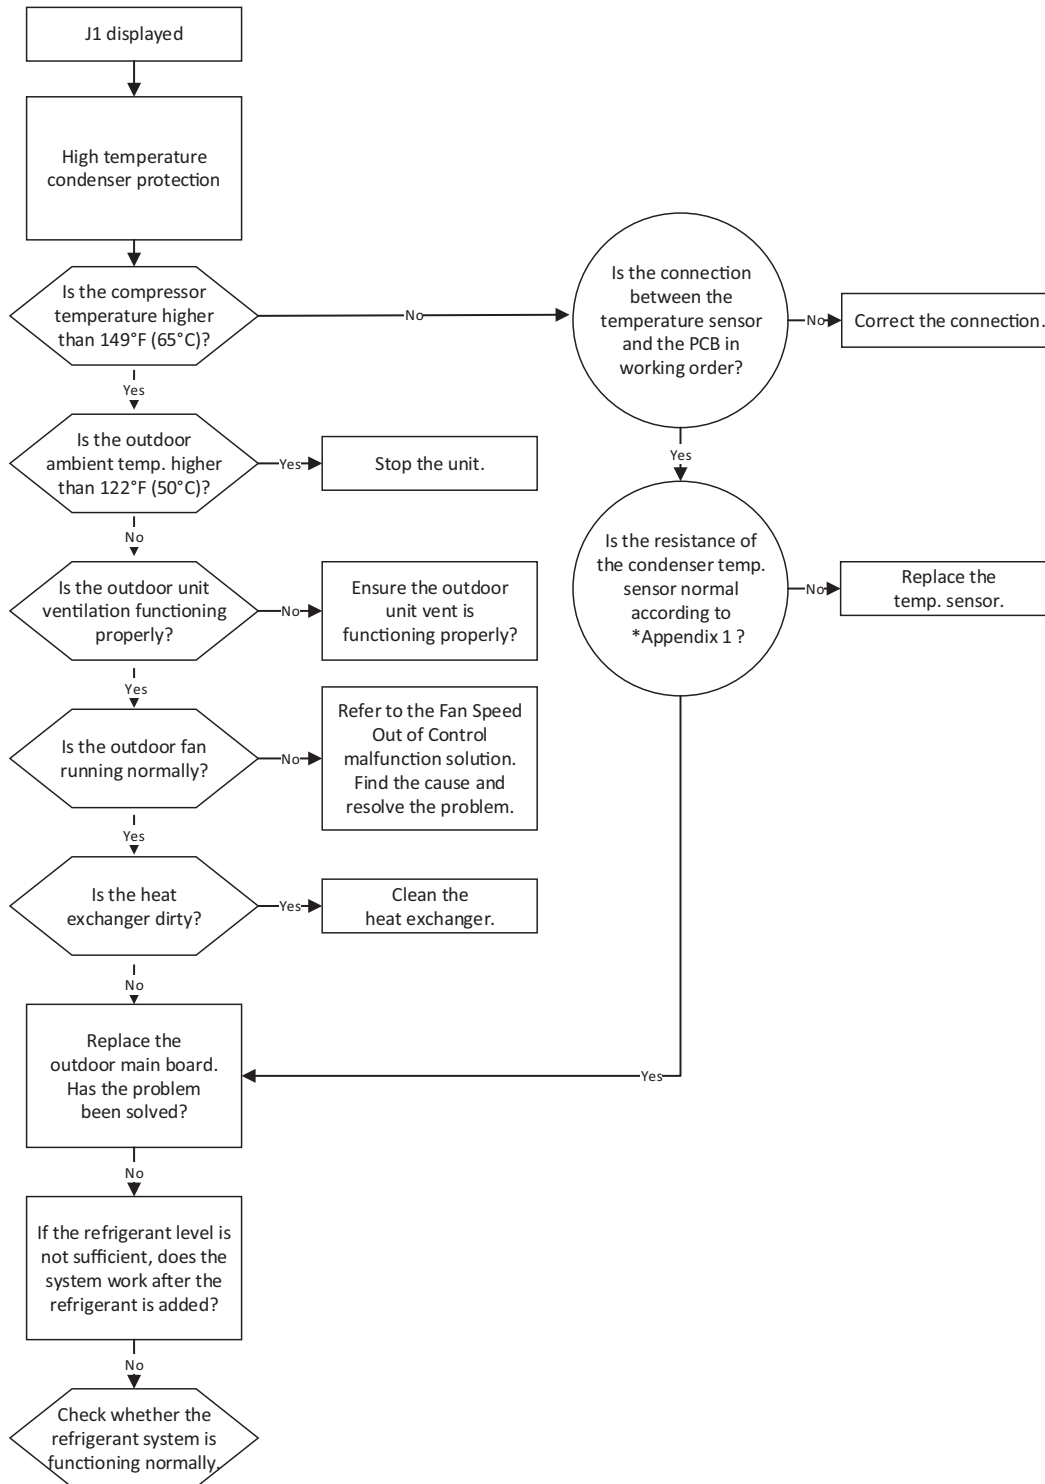 J1 displayed
High temperature
condenser protection
Is the compressor
temperature higher
than 149°F (65°C)?
No
Is the connection
between the
temperature sensor
and the PCB in
working order?
No
Correct the connection.
Yes
Is the outdoor
ambient temp. higher
than 122°F (50°C)?
Yes
Stop the unit.
Yes
No
Is the resistance of
the condenser temp.
sensor normal
according to
*Appendix 1 ?
No
Replace the
temp. sensor.
Is the outdoor unit
ventilation functioning
properly?
No
Ensure the outdoor
unit vent is
functioning properly?
Yes
Is the outdoor fan
running normally?
No
Refer to the Fan Speed
Out of Control
malfunction solution.
Find the cause and
resolve the problem.
Yes
Is the heat
exchanger dirty?
Yes
Clean the
heat exchanger.
No
Replace the
outdoor main board.
Has the problem
been solved?
Yes
No
If the refrigerant level is
not sufficient, does the
system work after the
refrigerant is added?
No
Check whether the
refrigerant system is
functioning normally.